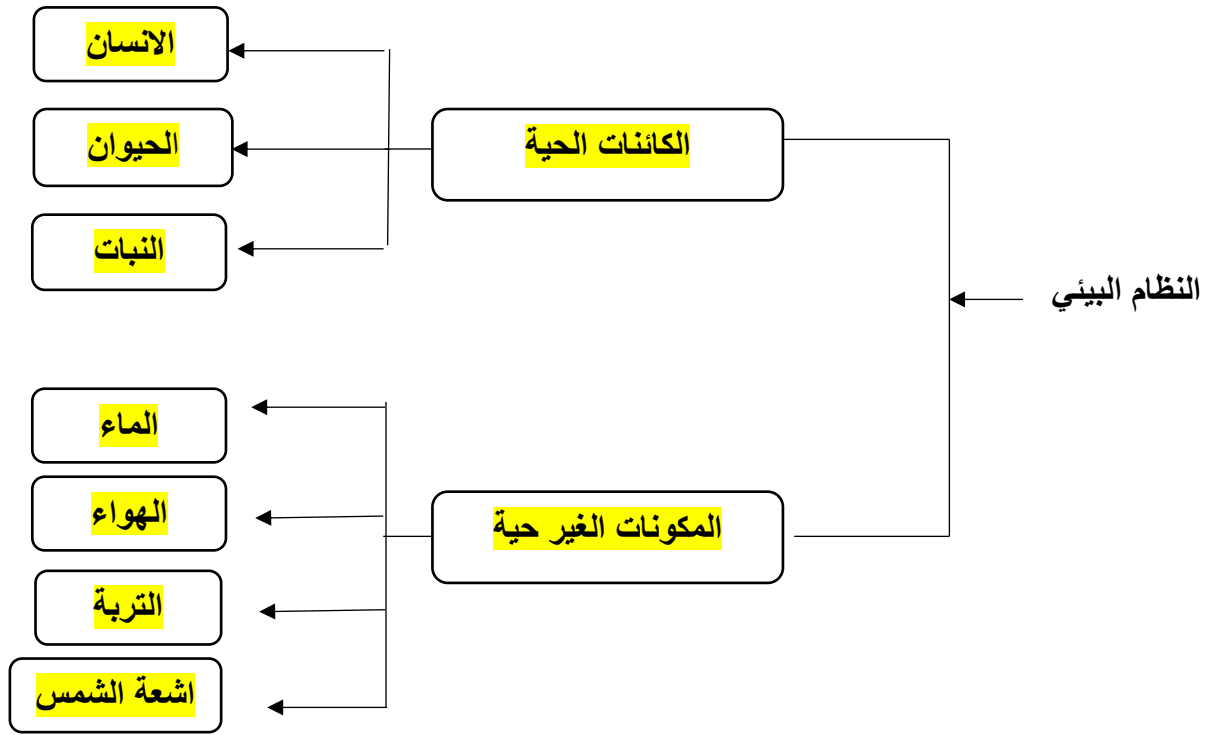 النظام البيئي
الكائنات الحية
الانسان
الحيوان
النبات
المكونات الغير حية
الماء
الهواء
التربة
اشعة الشمس